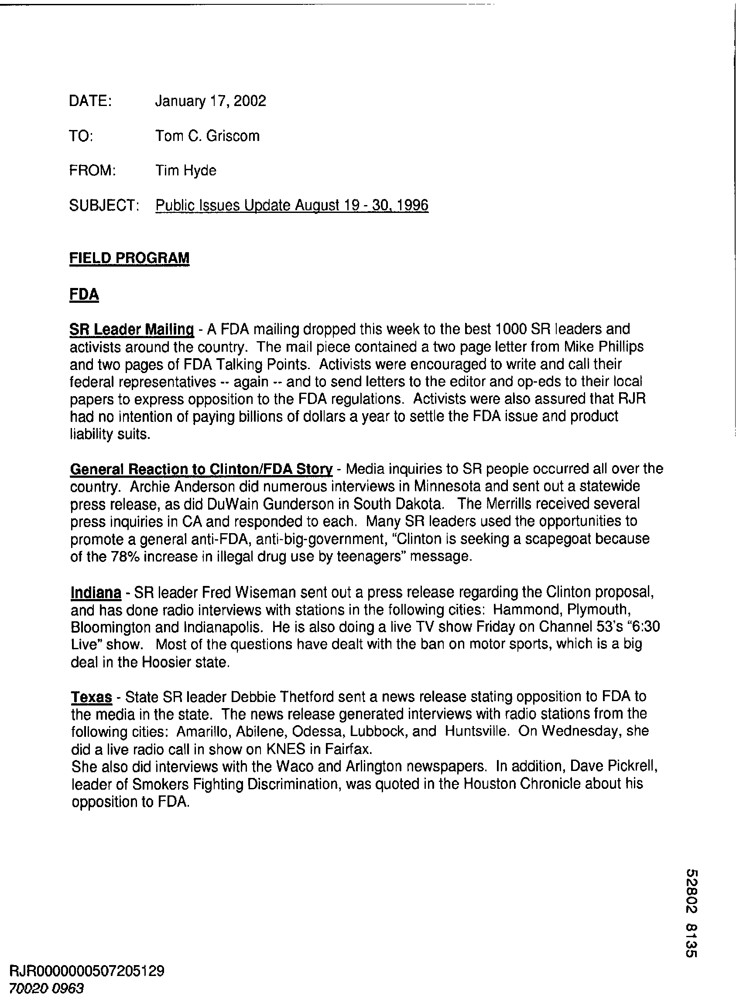 DATE: January 17, 2002
TO: Tom C. Griscom
FROM: Tim Hyde
SUBJECT: Public Issues Update August 19 - 30, 1996
FIELD PROGRAM
FDA
SR Leader Mailing - A FDA mailing dropped this week to the best 1000 SR leaders and
activists around the country. The mail piece contained a two page letter from Mike Phillips
and two pages of FDA Talking Points. Activists were encouraged to write and call their
federal representatives -- again -- and to send letters to the editor and op-eds to their local
papers to express opposition to the FDA regulations. Activists were also assured that RJR
had no intention of paying billions of dollars a year to settle the FDA issue and product
liability suits.
General Reaction to Clinton/FDA Story - Media inquiries to SR people occurred all over the
country. Archie Anderson did numerous interviews in Minnesota and sent out a statewide
press release, as did DuWain Gunderson in South Dakota. The Merrills received several
press inquiries in CA and responded to each. Many SR leaders used the opportunities to
promote a general anti-FDA, anti-big-government, "Clinton is seeking a scapegoat because
of the 78% increase in illegal drug use by teenagers" message.
Indiana - SR leader Fred Wiseman sent out a press release regarding the Clinton proposal,
and has done radio interviews with stations in the following cities: Hammond, Plymouth,
Bloomington and Indianapolis. He is also doing a live TV show Friday on Channel 53's "6:30
Live" show. Most of the questions have dealt with the ban on motor sports, which is a big
deal in the Hoosier state.
Texas - State SR leader Debbie Thetford sent a news release stating opposition to FDA to
the media in the state. The news release generated interviews with radio stations from the
following cities: Amarillo, Abilene, Odessa, Lubbock, and Huntsville. On Wednesday, she
did a live radio call in show on KNES in Fairfax.
She also did interviews with the Waco and Arlington newspapers. In addition, Dave Pickrell,
leader of Smokers Fighting Discrimination, was quoted in the Houston Chronicle about his
opposition to FDA.
52802 8135
RJR0000000507205129
70020 0963